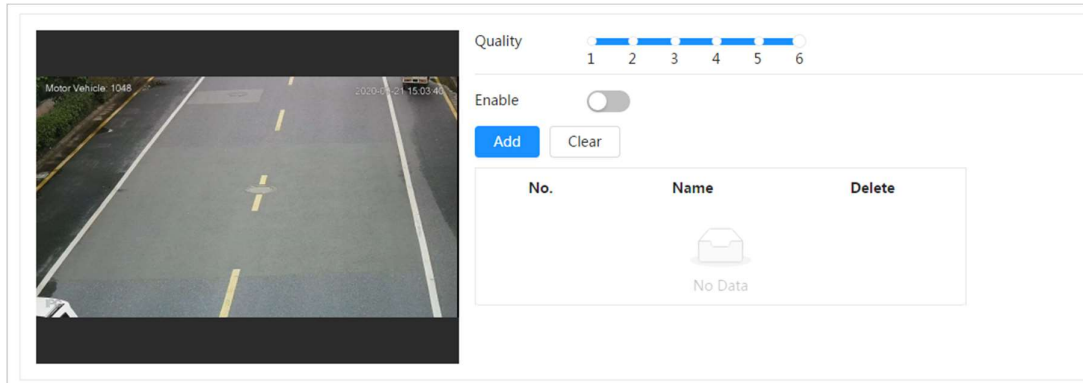 Quality
1 2 3 4 5 6
Motor Vehicle: 1048
Enable
Add Clear
No. Name Delete
No Data